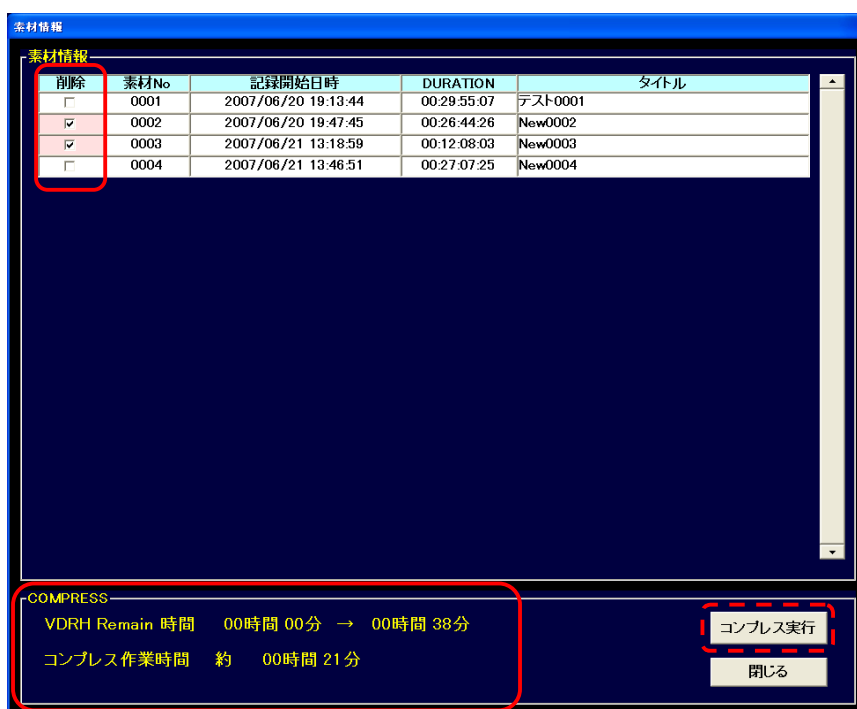 素材情報
素材情報
削除 素材No 記録開始日時 DURATION タイトル
0001 2007/06/20 19:13:44 00:29:55:07 テスト0001
0002 2007/06/20 19:47:45 00:26:44:26 New0002
0003 2007/06/21 13:18:59 00:12:08:03 New0003
0004 2007/06/21 13:46:51 00:27:07:25 New0004
COMPRESS
VDRH Remain 時間 00時間 00分 → 00時間 38分
コンプレス作業時間 約 00時間 21分
コンプレス実行
閉じる